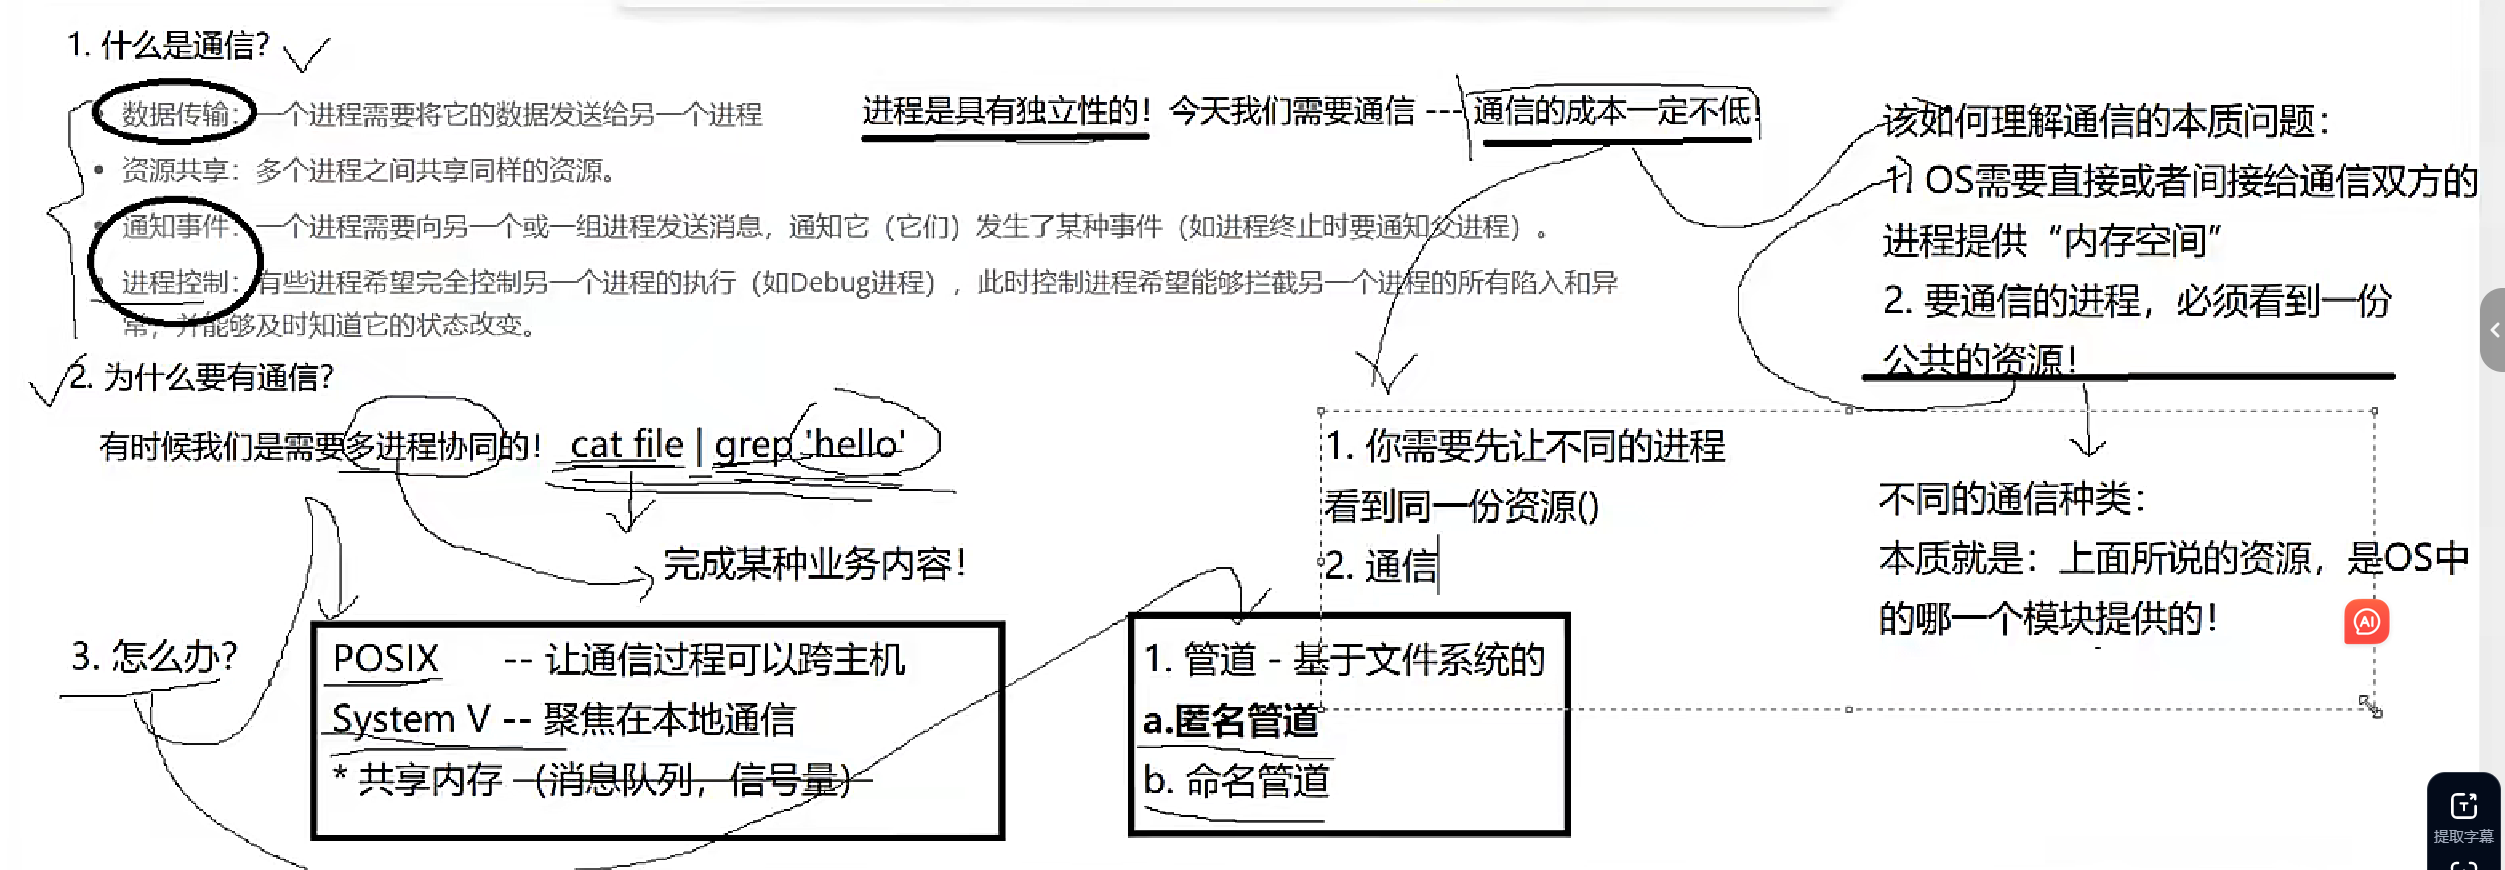 1. 什么是通信？
数据传输：一个进程需要将它的数据发送给另一个进程
资源共享：多个进程之间共享同样的资源。
通知事件：一个进程需要向另一个或一组进程发送消息，通知它（它们）发生了某种事件（如进程终止时要通知父进程）。
进程控制：有些进程希望完全控制另一个进程的执行（如Debug进程），此时控制进程希望能够拦截另一个进程的所有陷入和异
常，并能够及时知道它的状态改变。
进程是具有独立性的！今天我们需要通信 --- 通信的成本一定不低！
该如何理解通信的本质问题：
1. OS需要直接或者间接给通信双方的
进程提供“内存空间”
2. 要通信的进程，必须看到一份
公共的资源！
2. 为什么要有通信？
有时候我们是需要多进程协同的！ cat file | grep 'hello'
完成某种业务内容！
1. 你需要先让不同的进程
看到同一份资源()
2. 通信
不同的通信种类：
本质就是：上面所说的资源，是OS中
的哪一个模块提供的！
3. 怎么办？
POSIX -- 让通信过程可以跨主机
System V -- 聚焦在本地通信
* 共享内存 （消息队列，信号量）
1. 管道 - 基于文件系统的
a.匿名管道
b. 命名管道
AI
提取字幕